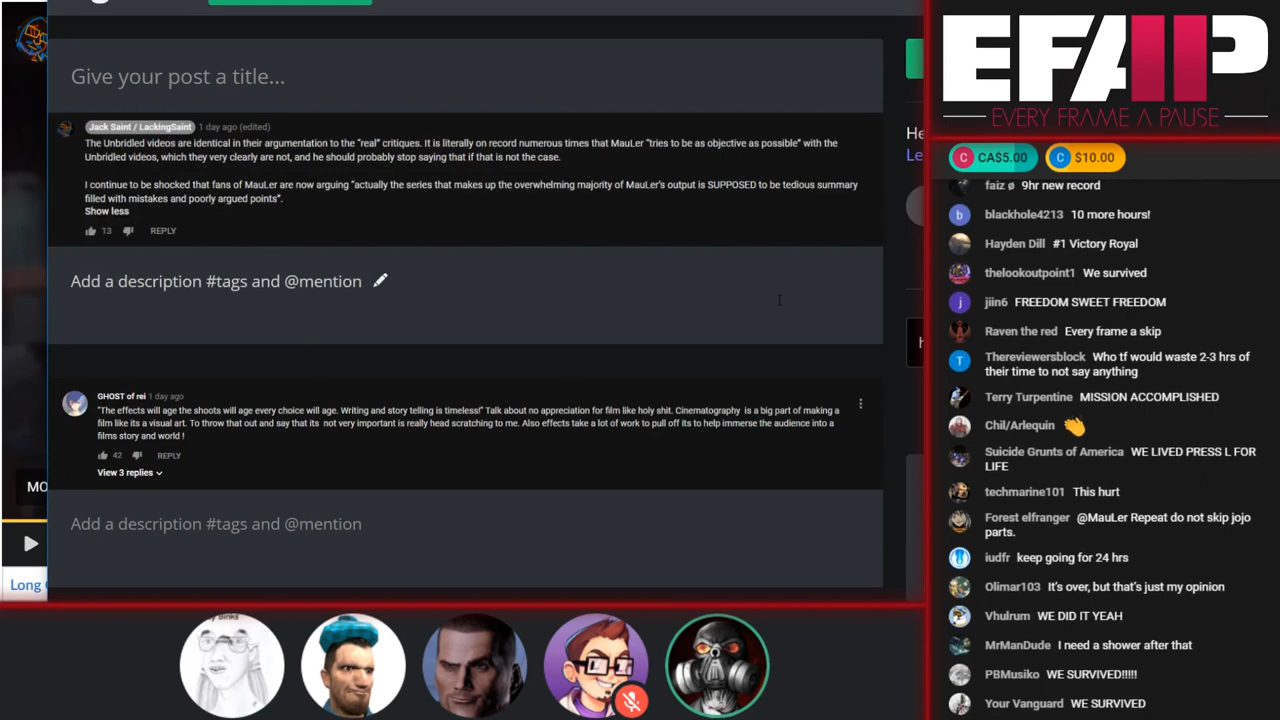 Give your post a title...
Jack Saint / LackingSaint 1 day ago (edited)
The Unbridled videos are identical in their argumentation to the "real" critiques. It is literally on record numerous times that MauLer "tries to be as objective as possible" with the
Unbridled videos, which they very clearly are not, and he should probably stop saying that if that is not the case.
I continue to be shocked that fans of MauLer are now arguing "actually the series that makes up the overwhelming majority of MauLer's output is SUPPOSED to be tedious summary
filled with mistakes and poorly argued points".
Show less
13 REPLY
Add a description #tags and @mention
GHOST of rei 1 day ago
"The effects will age the shoots will age every choice will age. Writing and story telling is timeless!" Talk about no appreciation for film like holy shit. Cinematography is a big part of making a
film like its a visual art. To throw that out and say that its not very important is really head scratching to me. Also effects take a lot of work to pull off its to help immerse the audience into a
films story and world !
42 REPLY
View 3 replies
Add a description #tags and @mention
He
Le
h
MO
Long
EFAP
EVERY FRAME A PAUSE
C CA$5.00 C $10.00
faiz ø 9hr new record
b blackhole4213 10 more hours!
Hayden Dill #1 Victory Royal
thelookoutpoint1 We survived
j jiin6 FREEDOM SWEET FREEDOM
Raven the red Every frame a skip
T Thereviewersblock Who tf would waste 2-3 hrs of
their time to not say anything
Terry Turpentine MISSION ACCOMPLISHED
Chil/Arlequin 👏
Suicide Grunts of America WE LIVED PRESS L FOR
LIFE
techmarine101 This hurt
Forest elfranger @MauLer Repeat do not skip jojo
parts.
iudfr keep going for 24 hrs
Olimar103 It's over, but that's just my opinion
Vhulrum WE DID IT YEAH
MrManDude I need a shower after that
PBMusiko WE SURVIVED!!!!!
Your Vanguard WE SURVIVED